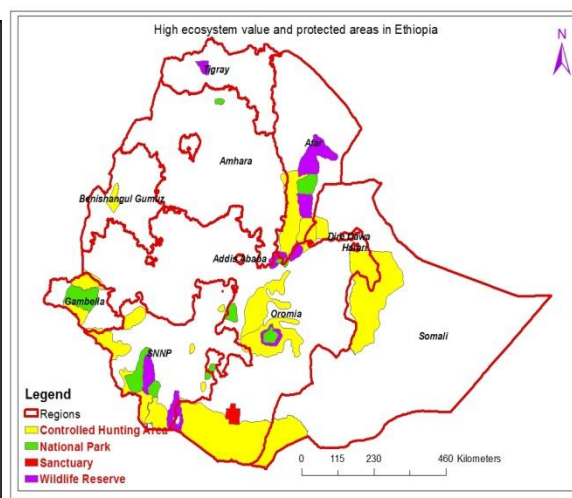 High ecosystem value and protected areas in Ethiopia
N
Tigray
Afar
Amhara
Benishangul Gumuz
Dire Dawa
Harari
Addis Ababa
Gambella
Oromia
Somali
SNNP
Legend
Regions
Controlled Hunting Area
National Park
Sanctuary
Wildlife Reserve
0 115 230 460 Kilometers